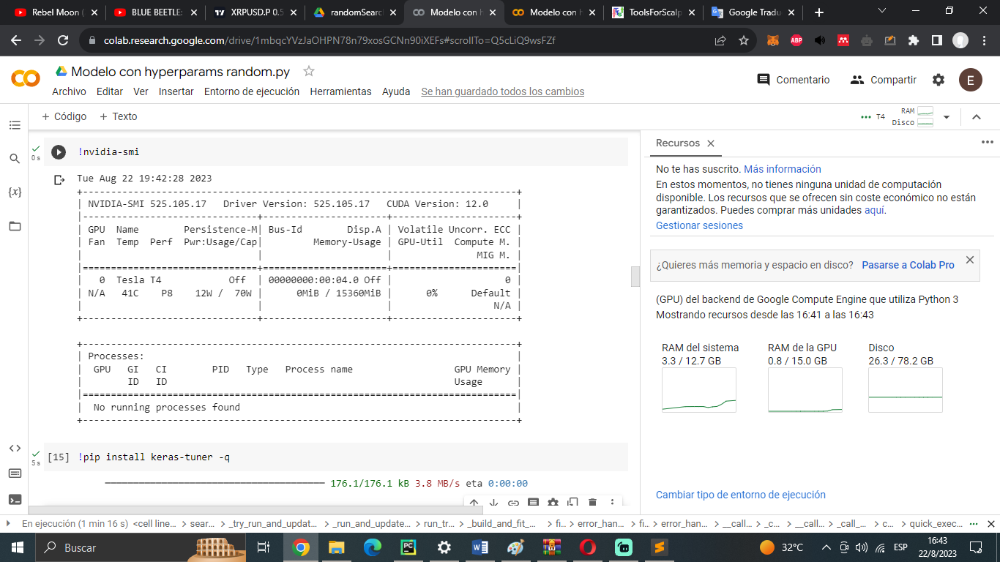 Rebel Moon (
BLUE BEETLE:
XRPUSD.P 0.5
randomSearc
Modelo con h
Modelo con h
ToolsForScalp
Google Tradu
colab.research.google.com/drive/1mbqcYVzJaOHPN78n79xosGCNn90iXEFs#scrollTo=Q5cLiQ9wsFZf
Modelo con hyperparams random.py
Archivo Editar Ver Insertar Entorno de ejecución Herramientas Ayuda Se han guardado todos los cambios
Comentario Compartir E
+ Código + Texto
T4 RAM
Disco
0 s
!nvidia-smi
Tue Aug 22 19:42:28 2023
+-----------------------------------------------------------------------------+
| NVIDIA-SMI 525.105.17   Driver Version: 525.105.17   CUDA Version: 12.0     |
|-------------------------------+----------------------+----------------------+
| GPU  Name        Persistence-M| Bus-Id        Disp.A | Volatile Uncorr. ECC |
| Fan  Temp  Perf  Pwr:Usage/Cap|         Memory-Usage | GPU-Util  Compute M. |
|                               |                      |               MIG M. |
|===============================+======================+======================|
|   0  Tesla T4            Off  | 00000000:00:04.0 Off |                    0 |
| N/A   41C    P8    12W /  70W |      0MiB / 15360MiB |      0%      Default |
|                               |                      |                  N/A |
+-------------------------------+----------------------+----------------------+
+-----------------------------------------------------------------------------+
| Processes:                                                                  |
|  GPU   GI   CI        PID   Type   Process name                  GPU Memory |
|        ID   ID                                                   Usage      |
|=============================================================================|
|  No running processes found                                                 |
+-----------------------------------------------------------------------------+
5 s
[15] !pip install keras-tuner -q
176.1/176.1 kB 3.8 MB/s eta 0:00:00
Recursos
No te has suscrito. Más información
En estos momentos, no tienes ninguna unidad de computación
disponible. Los recursos que se ofrecen sin coste económico no están
garantizados. Puedes comprar más unidades aquí.
Gestionar sesiones
¿Quieres más memoria y espacio en disco? Pasarse a Colab Pro
(GPU) del backend de Google Compute Engine que utiliza Python 3
Mostrando recursos desde las 16:41 a las 16:43
RAM del sistema
3.3 / 12.7 GB
RAM de la GPU
0.8 / 15.0 GB
Disco
26.3 / 78.2 GB
Cambiar tipo de entorno de ejecución
En ejecución (1 min 16 s) <cell line… > sear… > _try_run_and_updat… > _run_and_update… > run_tr… > _build_and_fit_… > fi… > error_han… > fi… > error_han… > __call… > _c… > __call… > _call_… > c… > quick_exec…
Buscar
32°C
ESP
16:43
22/8/2023